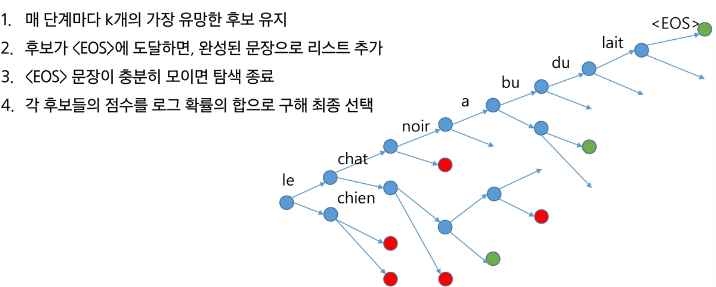 1. 매 단계마다 k개의 가장 유망한 후보 유지
2. 후보가 <EOS>에 도달하면, 완성된 문장으로 리스트 추가
3. <EOS> 문장이 충분히 모이면 탐색 종료
4. 각 후보들의 점수를 로그 확률의 합으로 구해 최종 선택
<EOS>
lait
du
bu
a
noir
chat
le
chien